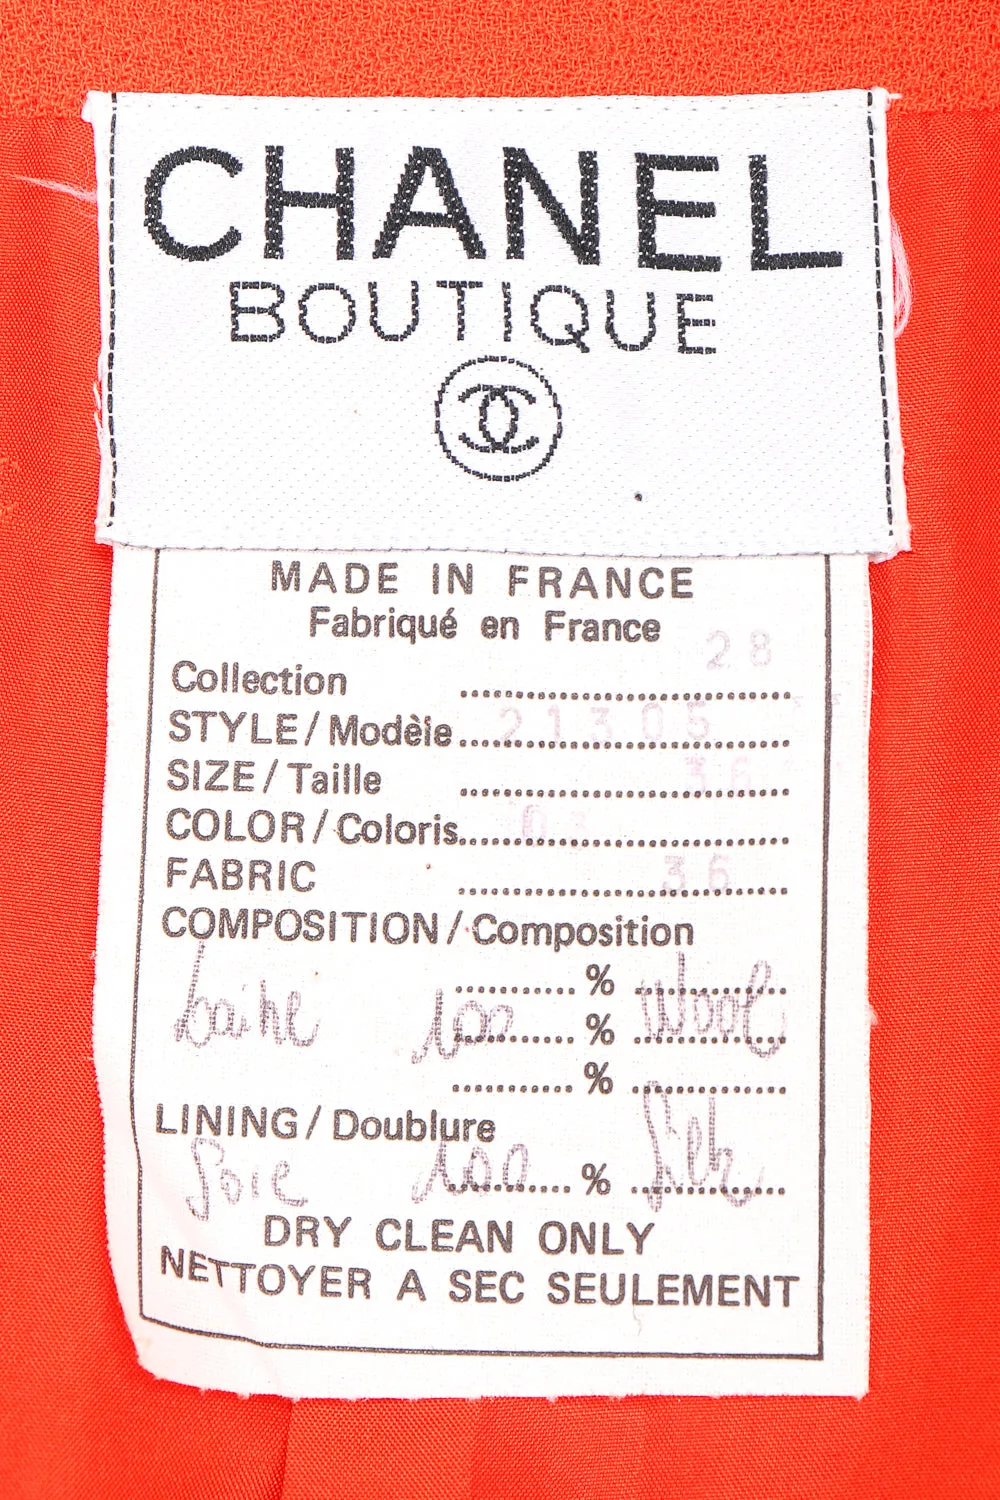 CHANEL
BOUTIQUE
MADE IN FRANCE
Fabriqué en France
28
Collection ........................
STYLE/Modèle........ 21305
SIZE/Taille ........................ 36
COLOR/Coloris........................
FABRIC ........................ 36
COMPOSITION/Composition
............ % ............
Laine 100 % Wool
............ % ............
LINING/Doublure
Soie 100 % Silk
DRY CLEAN ONLY
NETTOYER A SEC SEULEMENT